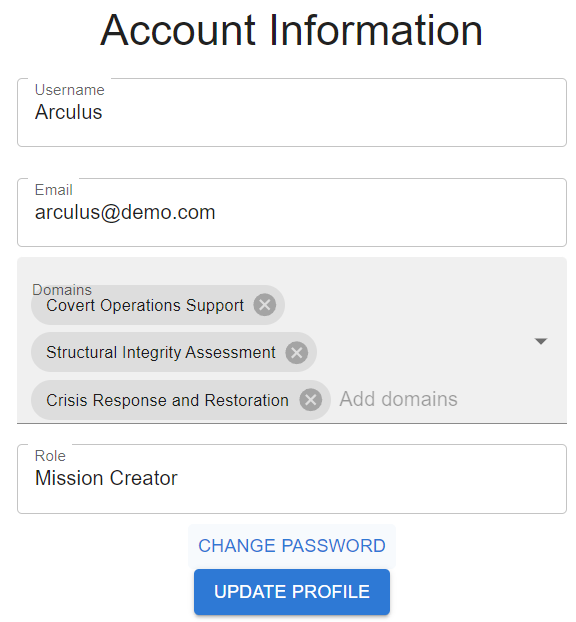 Account Information
Username
Arculus
Email
arculus@demo.com
Domains
Covert Operations Support
Structural Integrity Assessment
Crisis Response and Restoration Add domains
Role
Mission Creator
CHANGE PASSWORD
UPDATE PROFILE